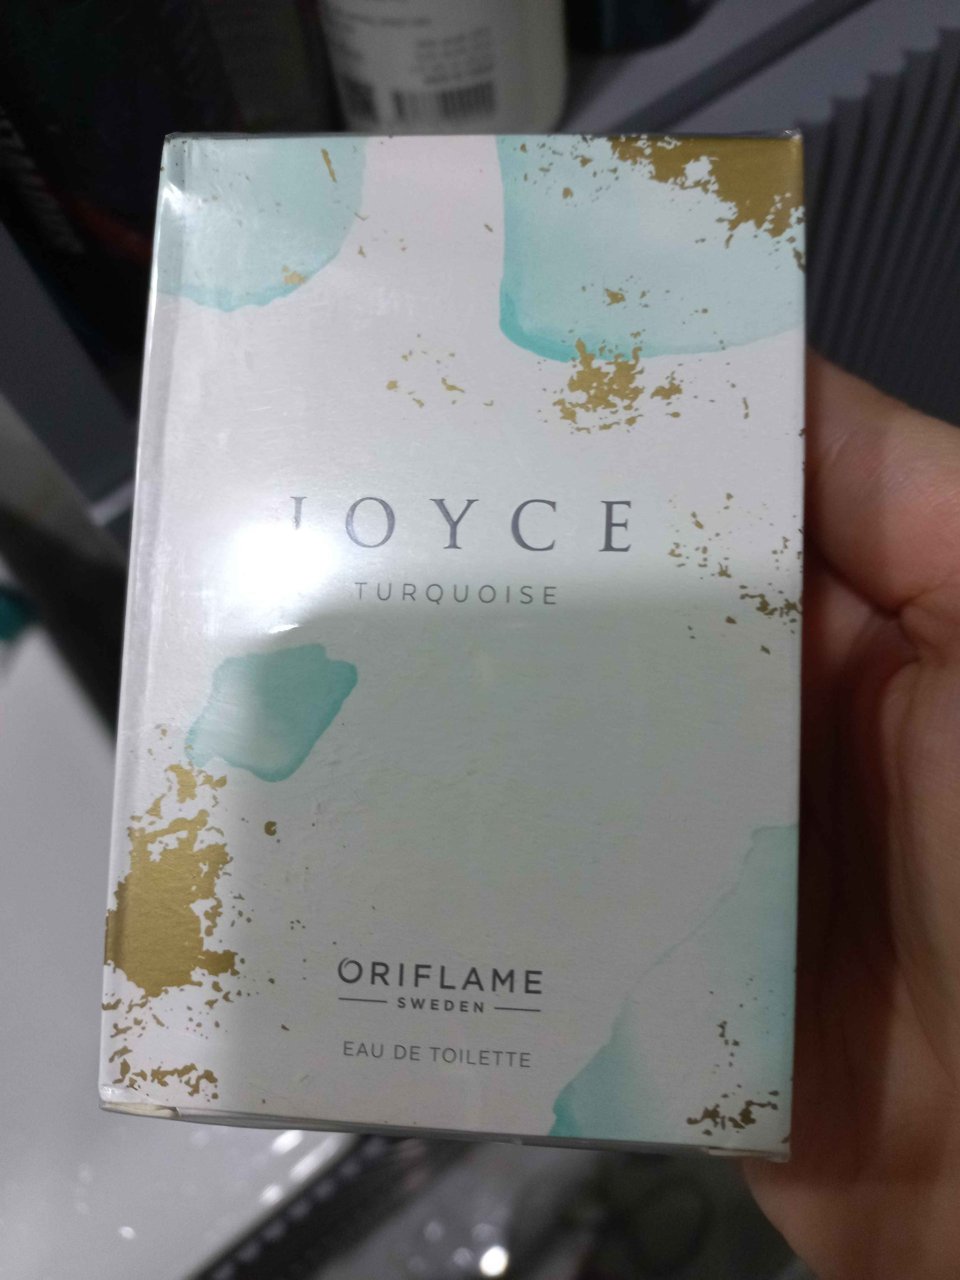 JOYCE
TURQUOISE
ORIFLAME
SWEDEN
EAU DE TOILETTE